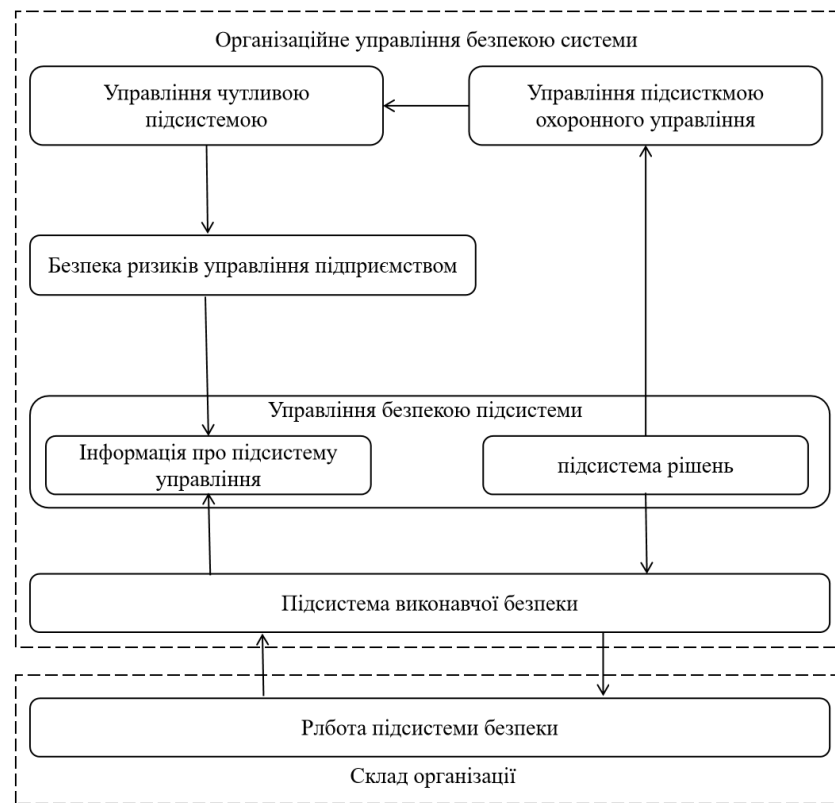 Організаційне управління безпекою системи
Управління чутливою
підсистемою
Управління підсисткмою
охоронного управління
Безпека ризиків управління підприємством
Управління безпекою підсистеми
Інформація про підсистему
управління
підсистема рішень
Підсистема виконавчої безпеки
Рлбота підсистеми безпеки
Склад організації